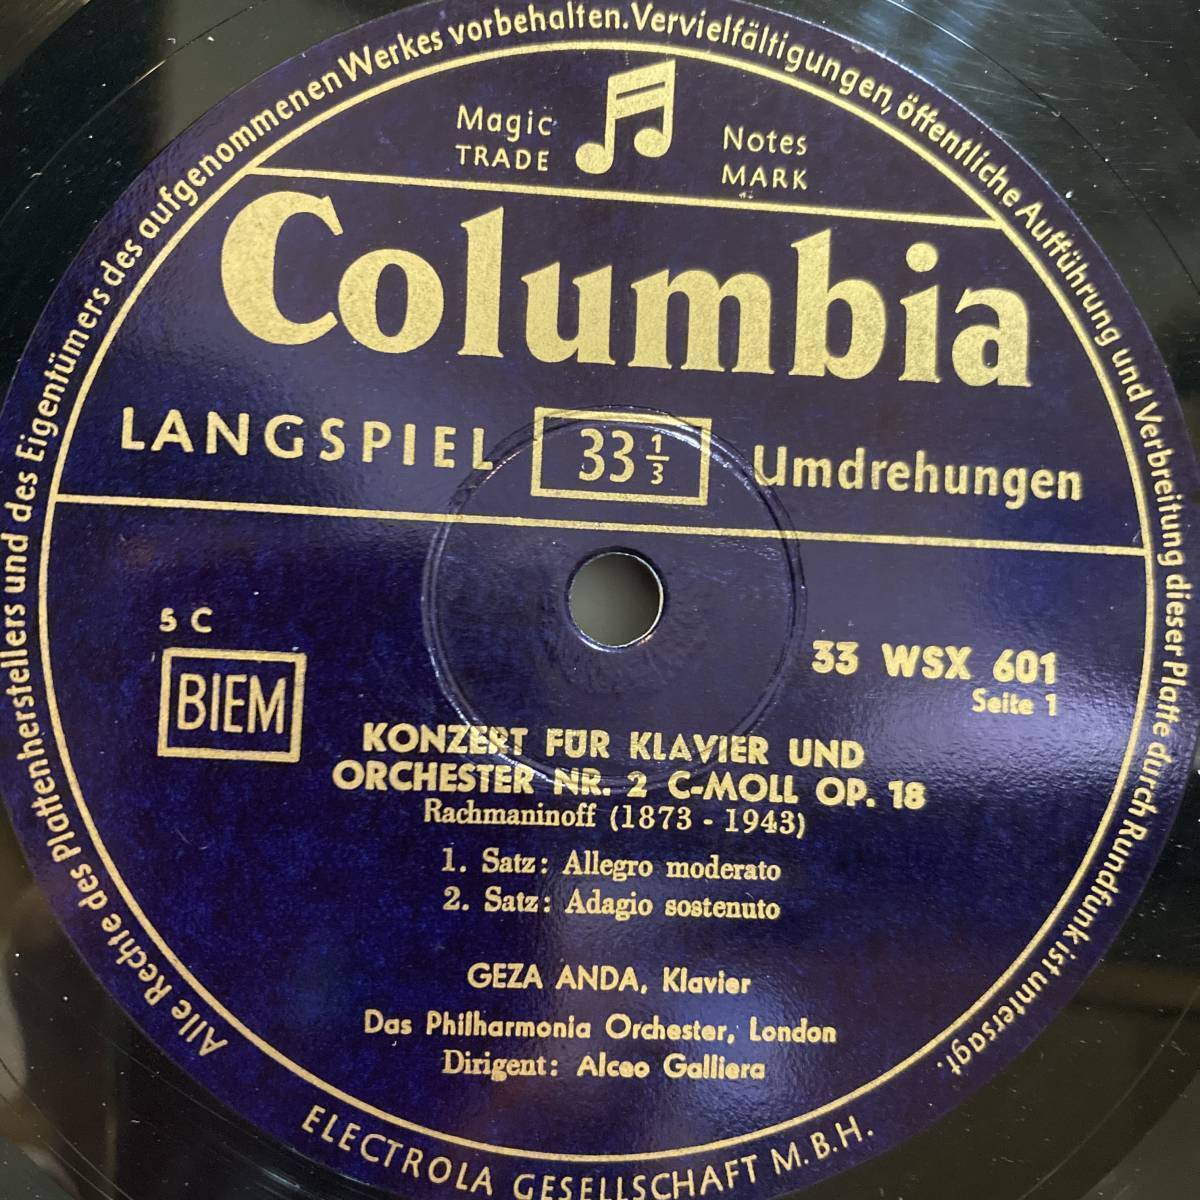 Alle Rechte des Plattenherstellers und des Eigentümers des aufgenommenen Werkes vorbehalten. Vervielfältigungen, öffentliche Aufführung und Verbreitung dieser Platte durch Rundfunk ist untersagt.
Magic Notes
TRADE MARK
Columbia
LANGSPIEL 33 1/3 Umdrehungen
5 C
BIEM
33 WSX 601
Seite 1
KONZERT FÜR KLAVIER UND
ORCHESTER NR. 2 C-MOLL OP. 18
Rachmaninoff (1873 - 1943)
1. Satz: Allegro moderato
2. Satz: Adagio sostenuto
GEZA ANDA, Klavier
Das Philharmonia Orchester, London
Dirigent: Alceo Galliera
ELECTROLA GESELLSCHAFT M.B.H.